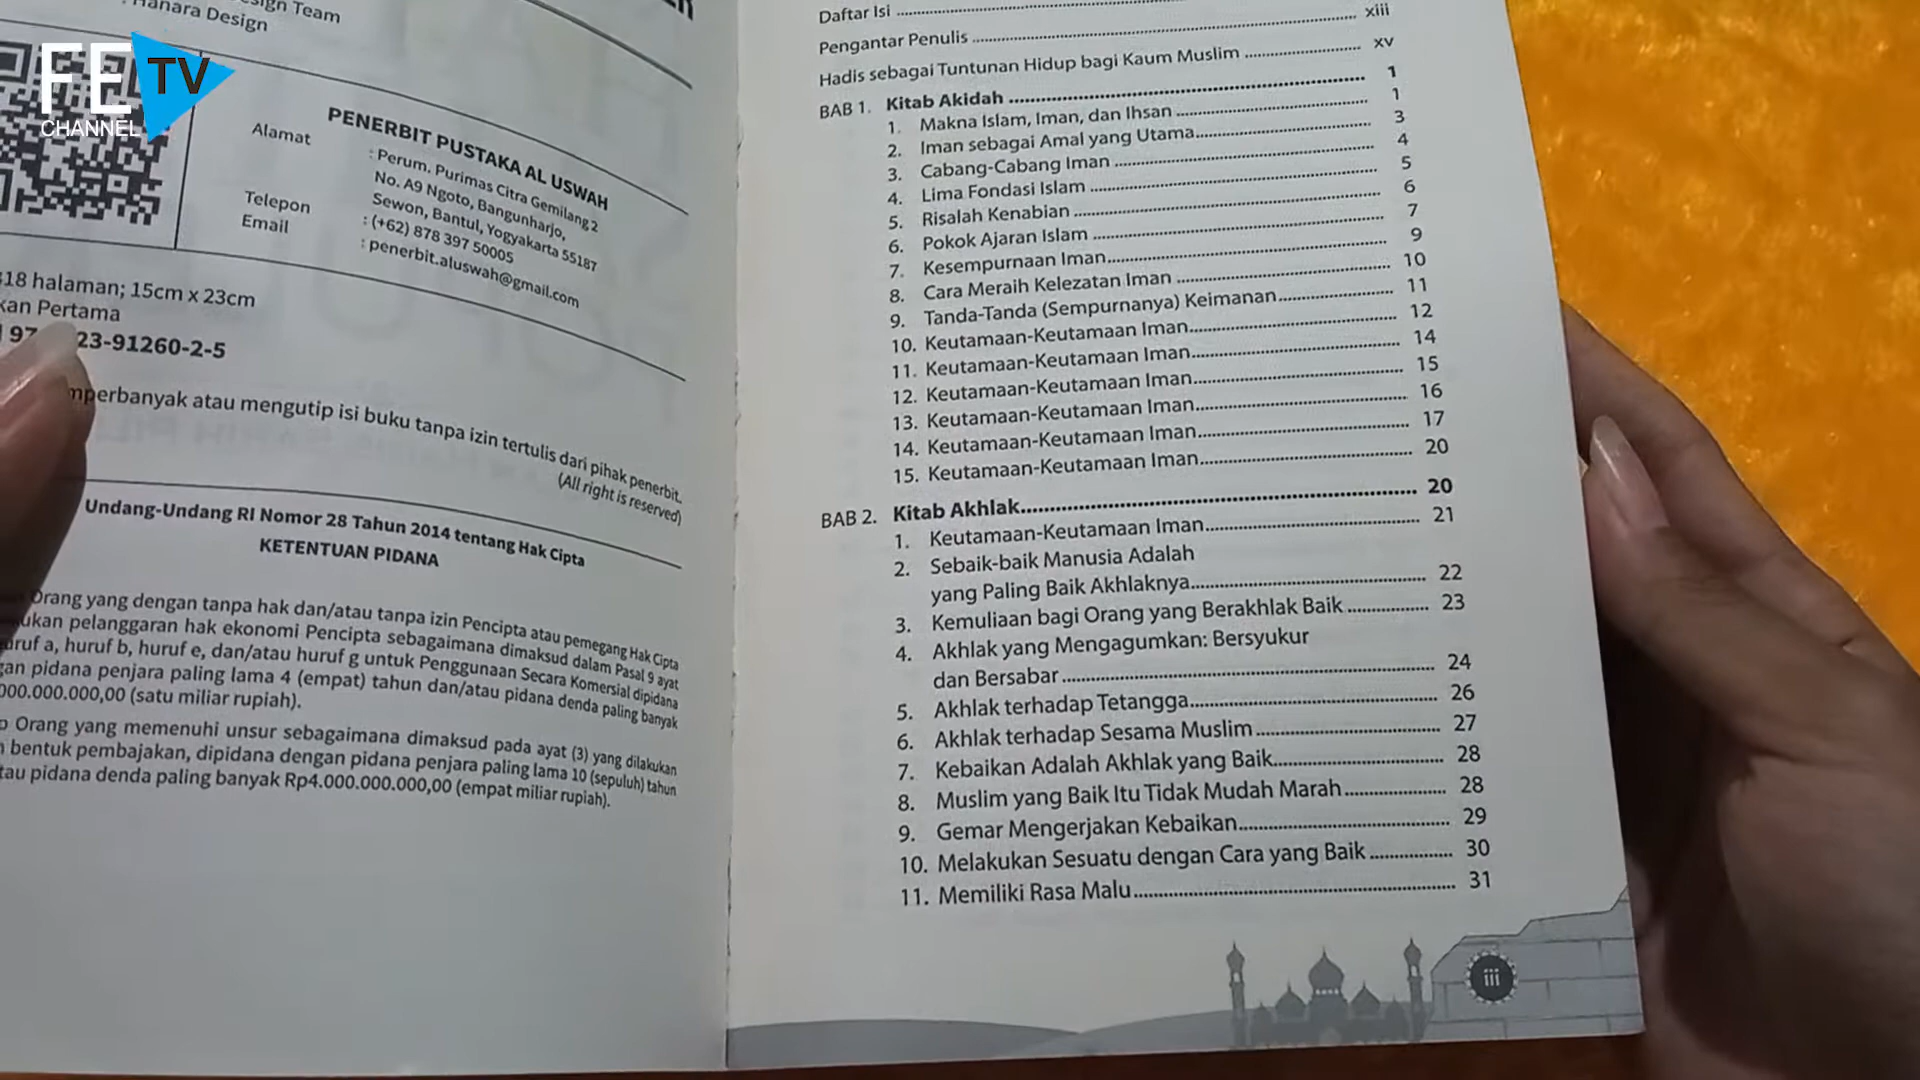 FE TV
CHANNEL
Design Team
: Hanara Design
PENERBIT PUSTAKA AL USWAH
Alamat : Perum. Purimas Citra Gemilang 2
No. A9 Ngoto, Bangunharjo,
Sewon, Bantul, Yogyakarta 55187
Telepon : (+62) 878 397 50005
Email : penerbit.aluswah@gmail.com
18 halaman; 15cm x 23cm
Pertama
23-91260-2-5
mperbanyak atau mengutip isi buku tanpa izin tertulis dari pihak penerbit.
(All right is reserved)
Undang-Undang RI Nomor 28 Tahun 2014 tentang Hak Cipta
KETENTUAN PIDANA
Orang yang dengan tanpa hak dan/atau tanpa izin Pencipta atau pemegang Hak Cipta
ukan pelanggaran hak ekonomi Pencipta sebagaimana dimaksud dalam Pasal 9 ayat
huruf a, huruf b, huruf e, dan/atau huruf g untuk Penggunaan Secara Komersial dipidana
gan pidana penjara paling lama 4 (empat) tahun dan/atau pidana denda paling banyak
000.000.000,00 (satu miliar rupiah).
p Orang yang memenuhi unsur sebagaimana dimaksud pada ayat (3) yang dilakukan
bentuk pembajakan, dipidana dengan pidana penjara paling lama 10 (sepuluh) tahun
tau pidana denda paling banyak Rp4.000.000.000,00 (empat miliar rupiah).
Daftar Isi
Pengantar Penulis xiii
Hadis sebagai Tuntunan Hidup bagi Kaum Muslim xv
BAB 1. Kitab Akidah 1
1. Makna Islam, Iman, dan Ihsan 1
2. Iman sebagai Amal yang Utama 3
3. Cabang-Cabang Iman 4
4. Lima Fondasi Islam 5
5. Risalah Kenabian 6
6. Pokok Ajaran Islam 7
7. Kesempurnaan Iman 9
8. Cara Meraih Kelezatan Iman 10
9. Tanda-Tanda (Sempurnanya) Keimanan 11
10. Keutamaan-Keutamaan Iman 12
11. Keutamaan-Keutamaan Iman 14
12. Keutamaan-Keutamaan Iman 15
13. Keutamaan-Keutamaan Iman 16
14. Keutamaan-Keutamaan Iman 17
15. Keutamaan-Keutamaan Iman 20
BAB 2. Kitab Akhlak 20
1. Keutamaan-Keutamaan Iman 21
2. Sebaik-baik Manusia Adalah
yang Paling Baik Akhlaknya 22
3. Kemuliaan bagi Orang yang Berakhlak Baik 23
4. Akhlak yang Mengagumkan: Bersyukur
dan Bersabar 24
5. Akhlak terhadap Tetangga 26
6. Akhlak terhadap Sesama Muslim 27
7. Kebaikan Adalah Akhlak yang Baik 28
8. Muslim yang Baik Itu Tidak Mudah Marah 28
9. Gemar Mengerjakan Kebaikan 29
10. Melakukan Sesuatu dengan Cara yang Baik 30
11. Memiliki Rasa Malu 31
iii